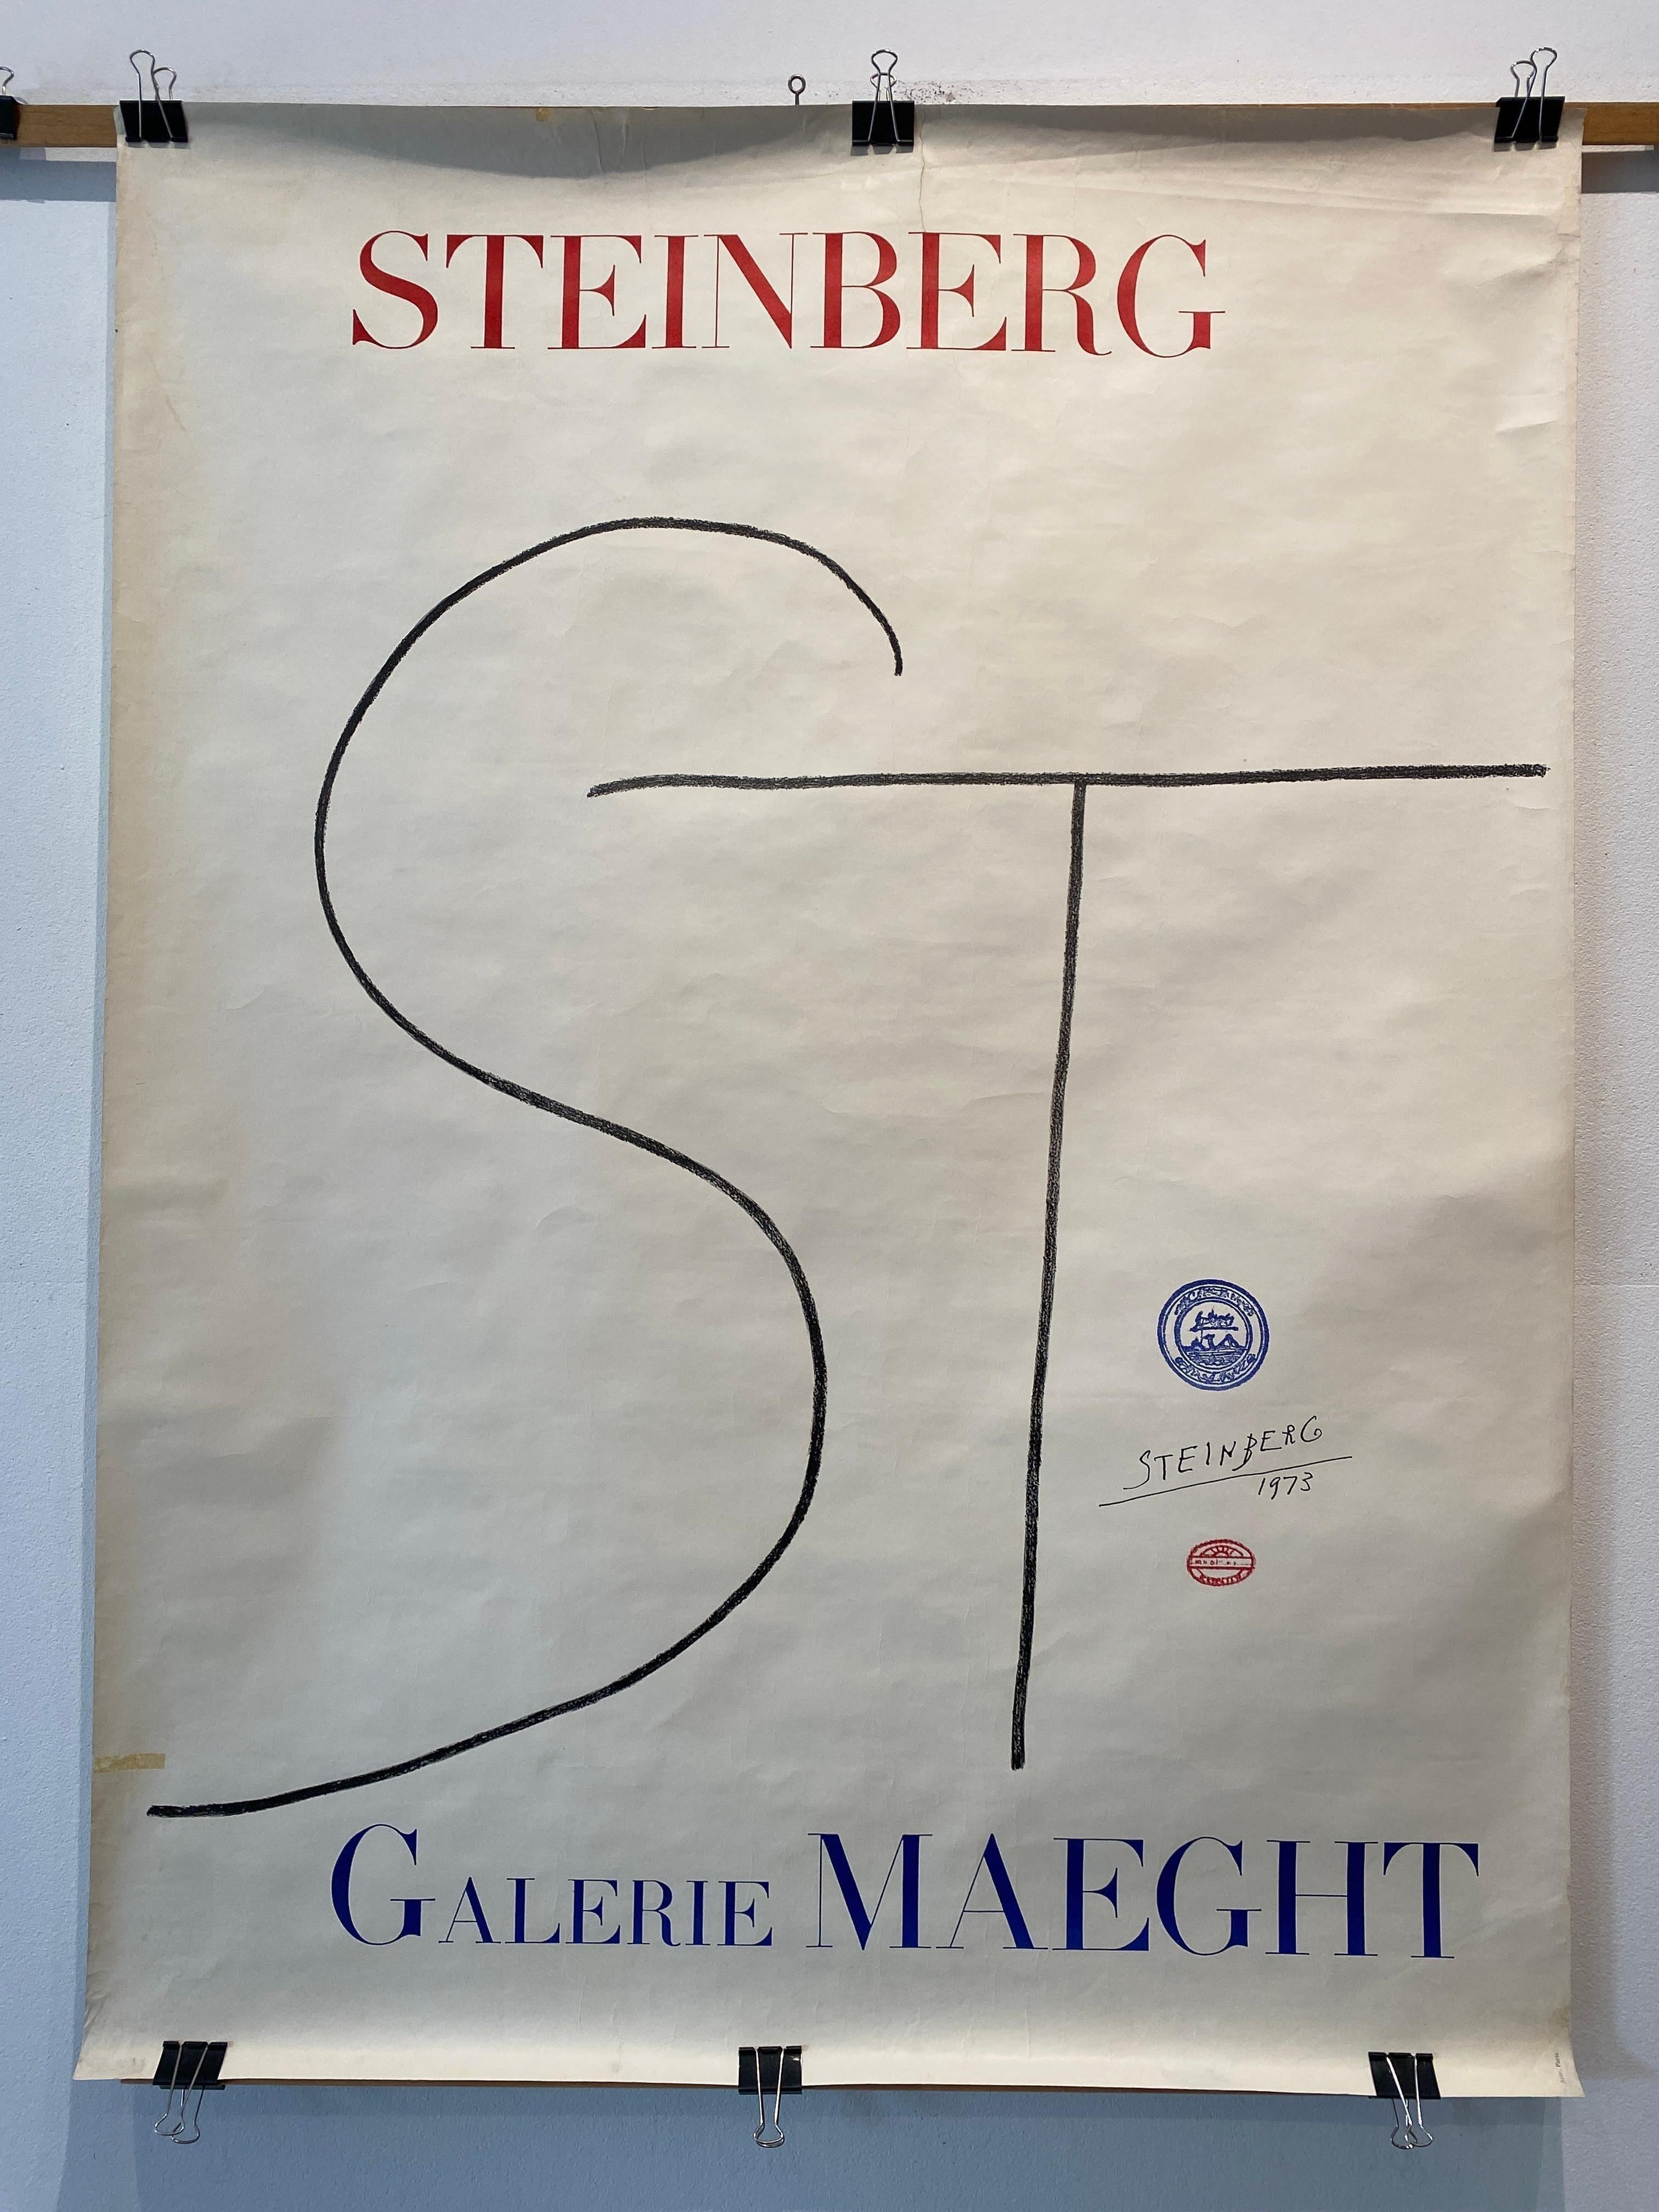 STEINBERG
ST
STEINBERG
1973
GALERIE MAEGHT